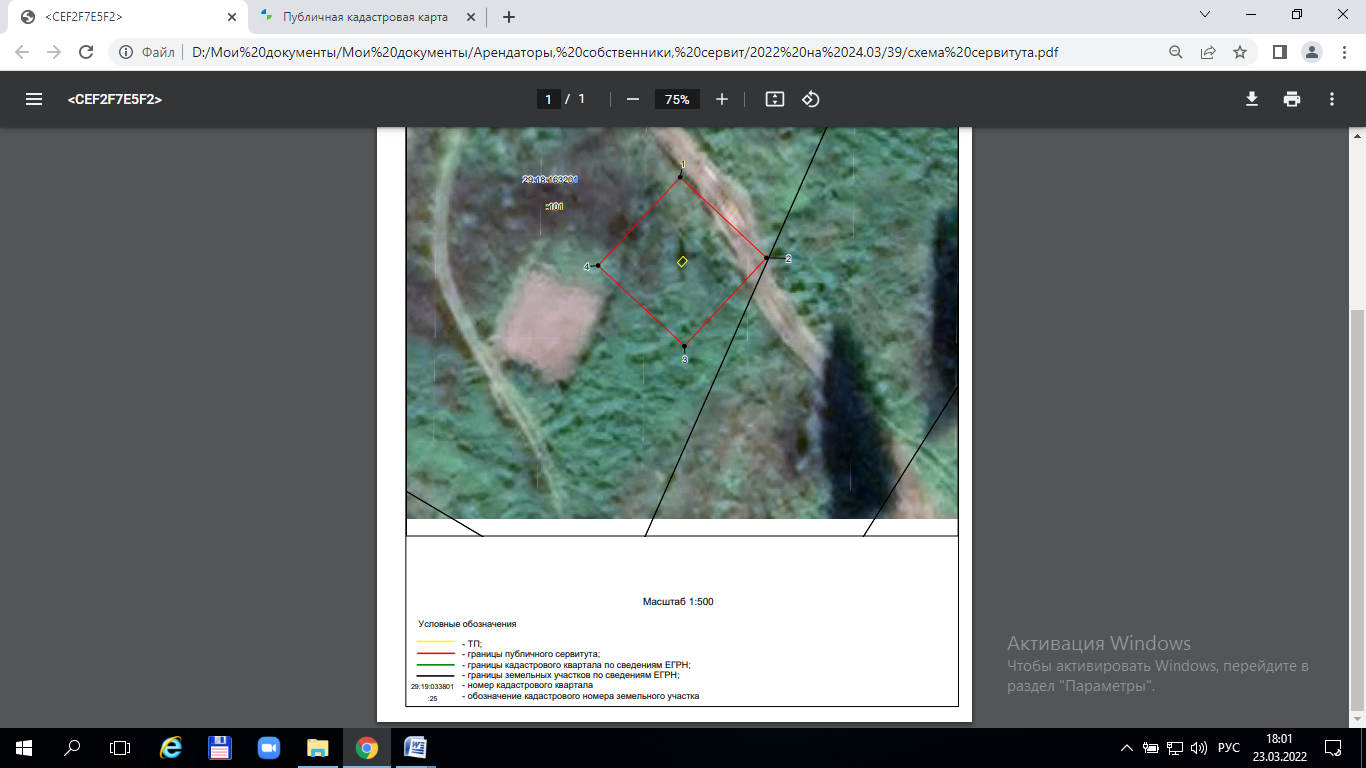 <CEF2F7E5F2>
Публичная кадастровая карта
Файл
D:/Мои%20документы/Мои%20документы/Арендаторы,%20собственники,%20сервит/2022%20на%2024.03/39/схема%20сервитута.pdf
<CEF2F7E5F2>
1 / 1
75%
1
29:18:163201
:101
4
2
3
Масштаб 1:500
Условные обозначения
- ТП;
- границы публичного сервитута;
- границы кадастрового квартала по сведениям ЕГРН;
- границы земельных участков по сведениям ЕГРН;
29:19:033801 - номер кадастрового квартала
:25 - обозначение кадастрового номера земельного участка
Активация Windows
Чтобы активировать Windows, перейдите в
раздел "Параметры".
РУС
18:01
23.03.2022